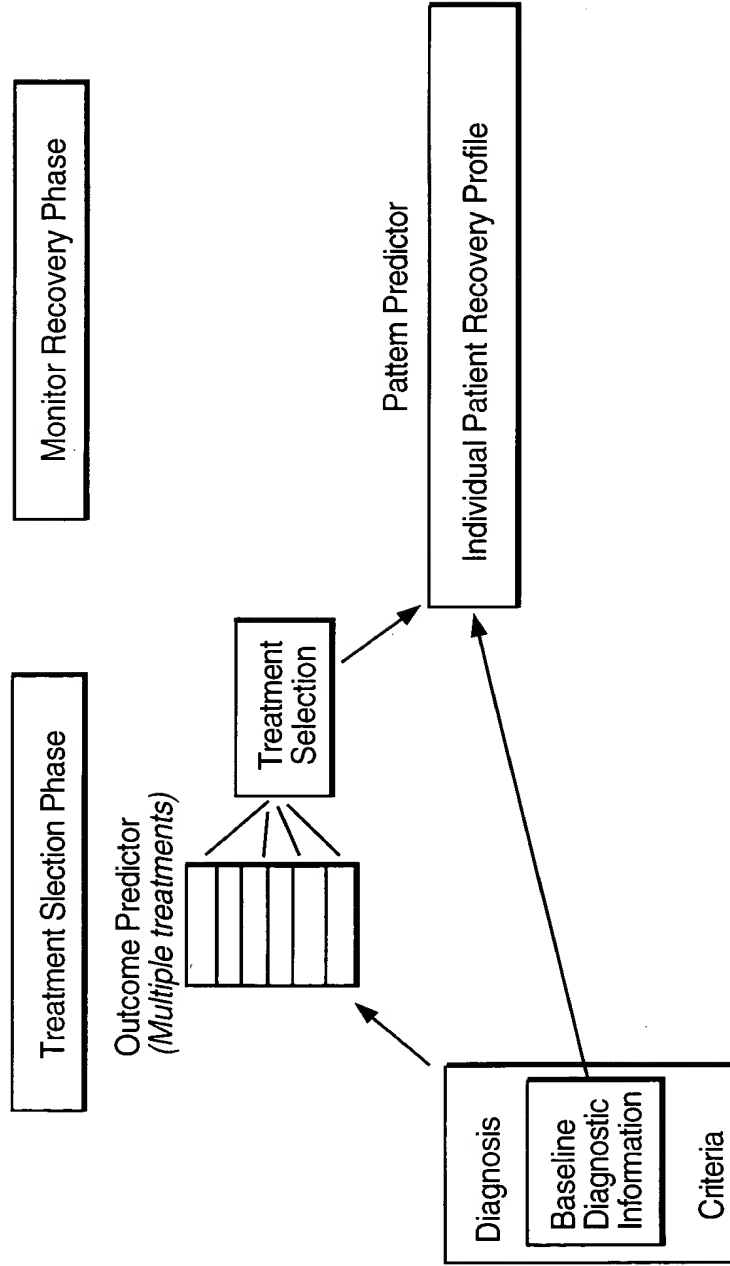 Treatment Slection Phase
Monitor Recovery Phase
Outcome Predictor
(Multiple treatments)
Treatment
Selection
Pattern Predictor
Individual Patient Recovery Profile
Diagnosis
Baseline
Diagnostic
Information
Criteria